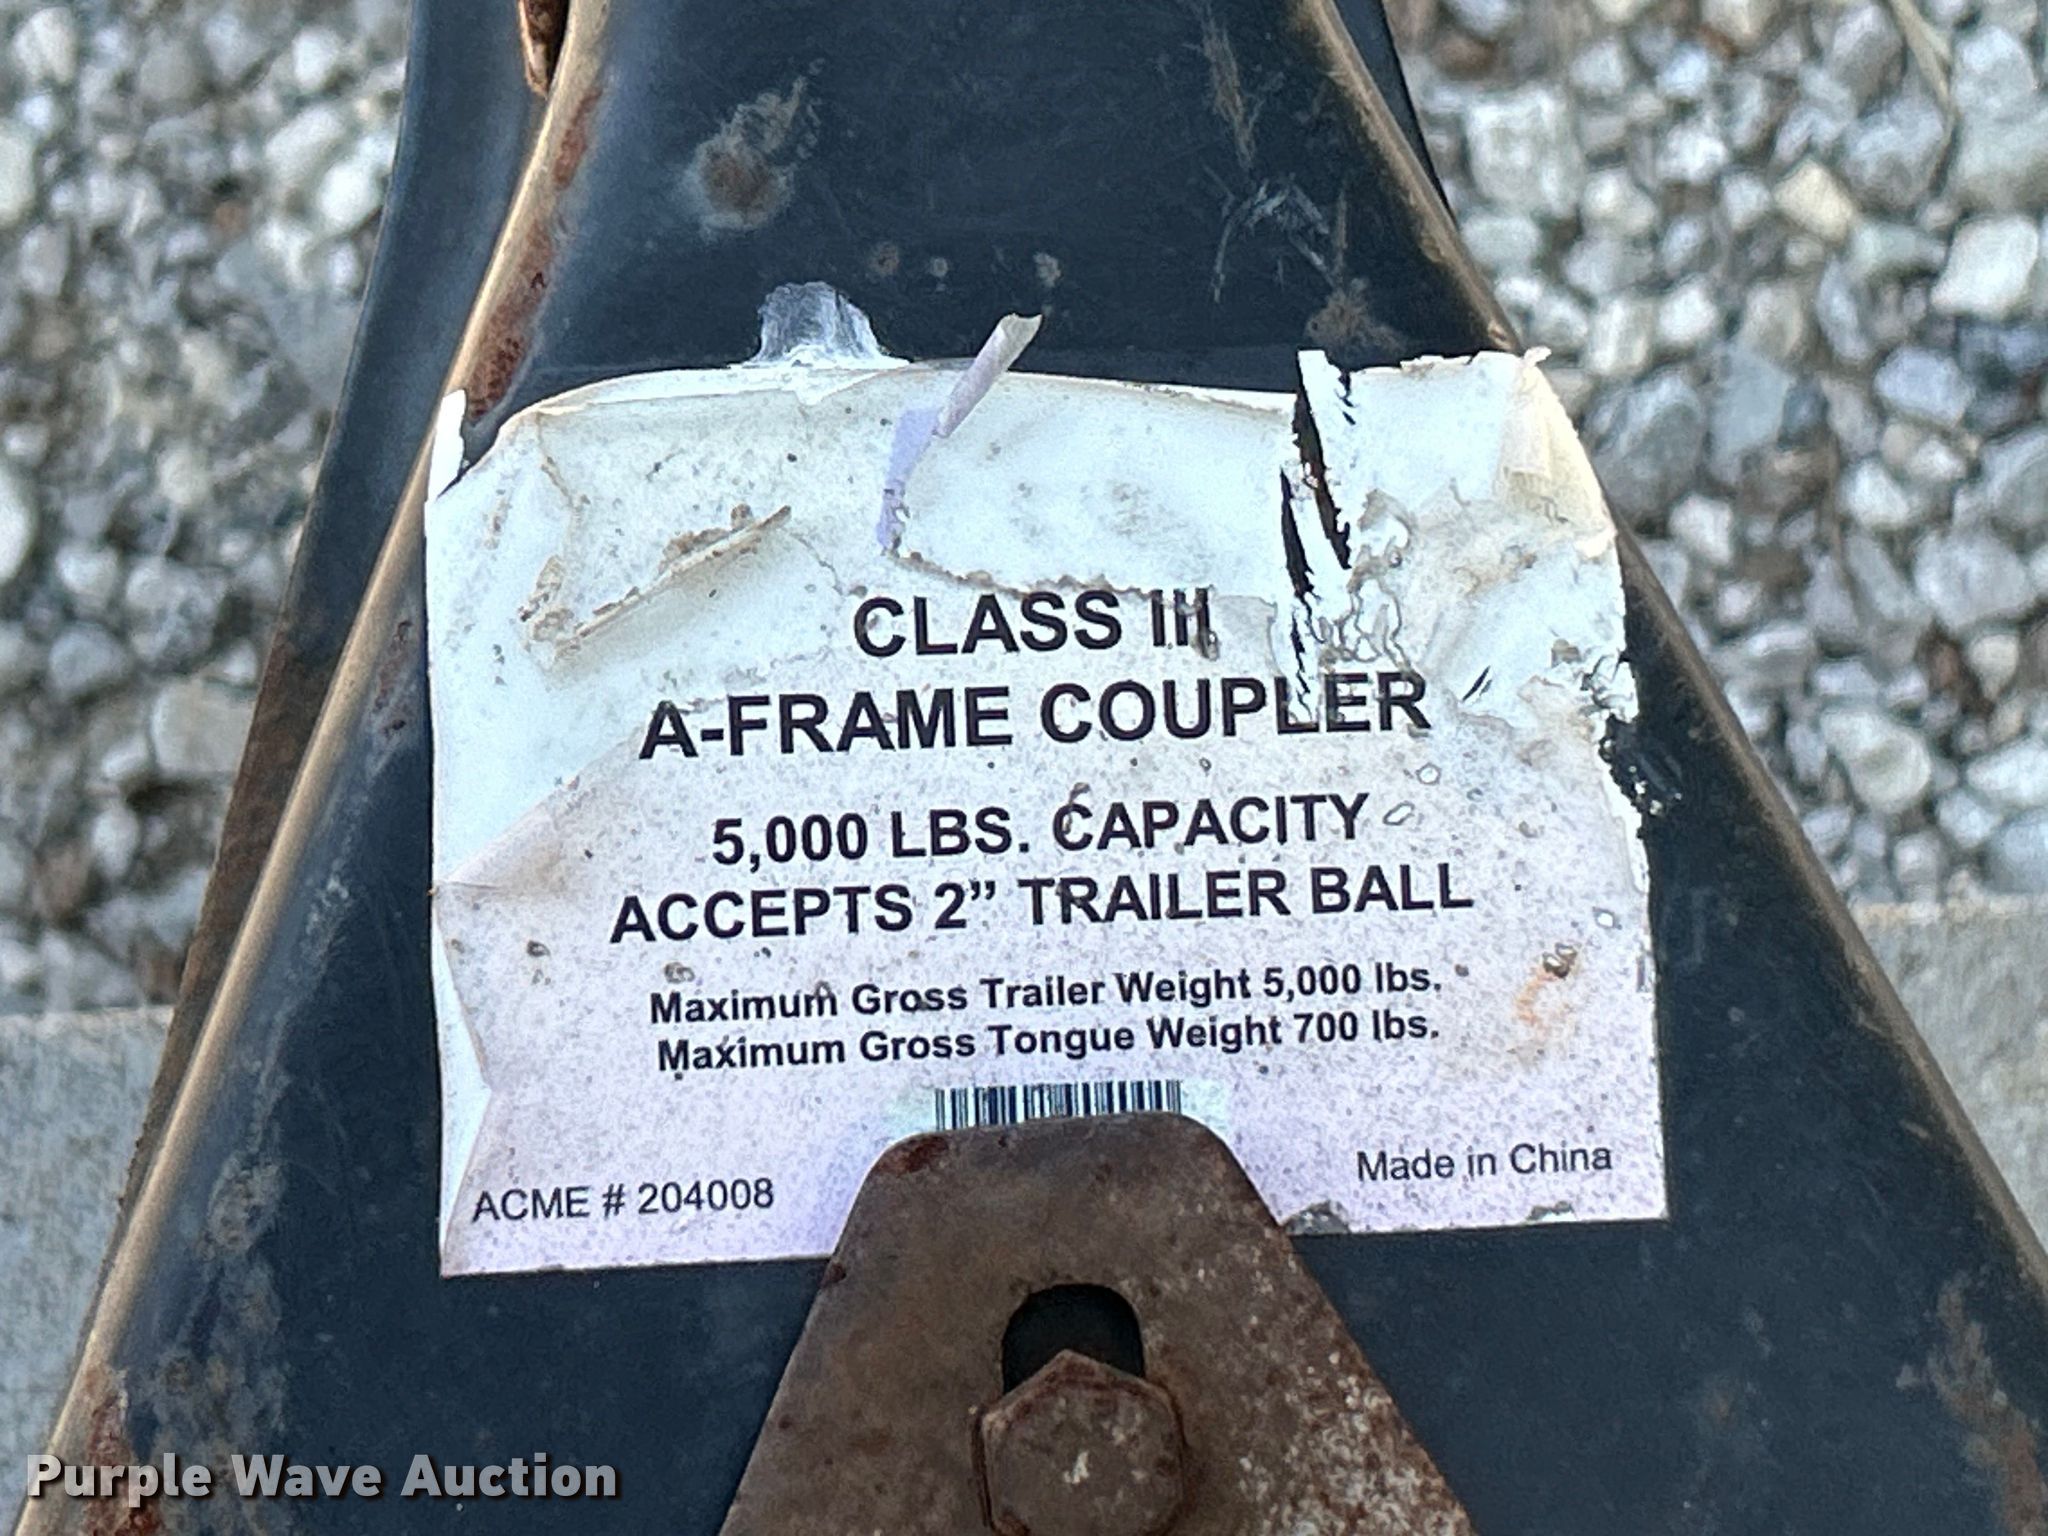 CLASS III
A-FRAME COUPLER
5,000 LBS. CAPACITY
ACCEPTS 2” TRAILER BALL
Maximum Gross Trailer Weight 5,000 lbs.
Maximum Gross Tongue Weight 700 lbs.
ACME # 204008
Made in China
Purple Wave Auction